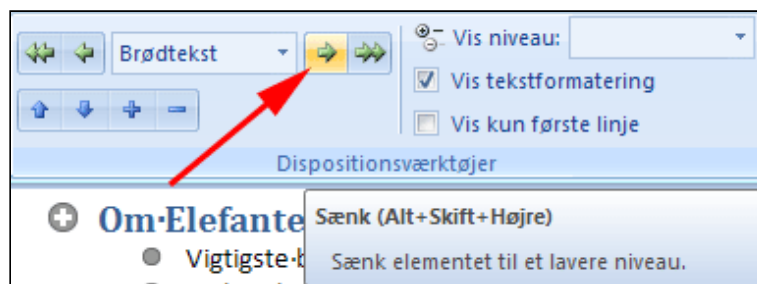 Brødtekst
Vis niveau:
Vis tekstformatering
Vis kun første linje
Dispositionsværktøjer
Om·Elefante
Sænk (Alt+Skift+Højre)
Vigtigste·b
Sænk elementet til et lavere niveau.